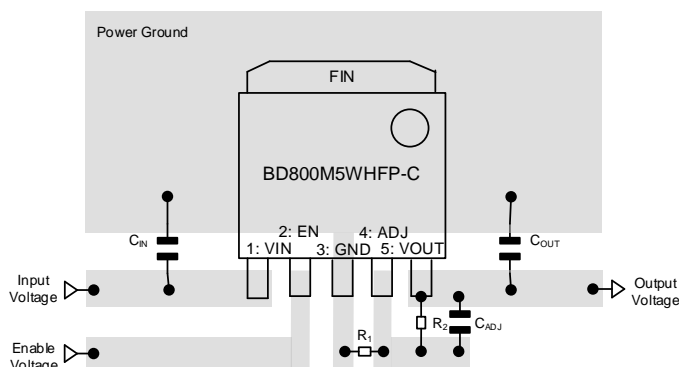 Power Ground
FIN
BD800M5WHFP-C
2: EN
4: ADJ
1: VIN
3: GND
5: VOUT
CIN
COUT
Input
Voltage
Output
Voltage
R2
CADJ
R1
Enable
Voltage